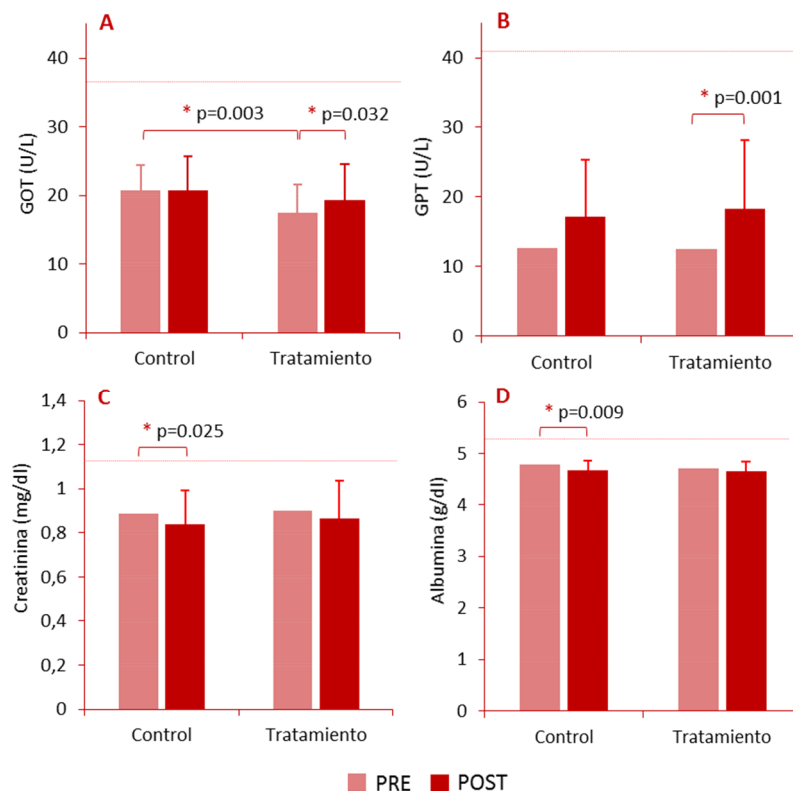 A
GOT (U/L)
40
30
20
10
0
* p=0.003
* p=0.032
Control
Tratamiento
B
GPT (U/L)
50
40
30
20
10
0
* p=0.001
Control
Tratamiento
C
Creatinina (mg/dl)
1,4
1,2
1
0,8
0,6
0,4
0,2
0
* p=0.025
Control
Tratamiento
D
Albumina (g/dl)
6
5
4
3
2
1
0
* p=0.009
Control
Tratamiento
PRE
POST